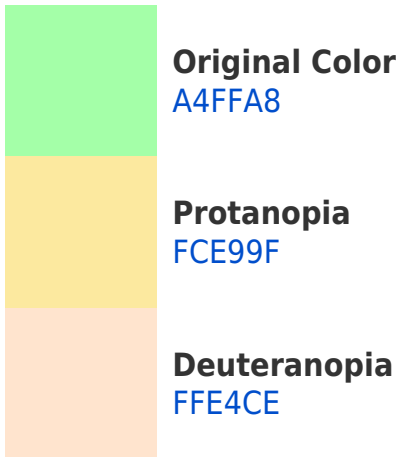 Original Color
A4FFA8
Protanopia
FCE99F
Deuteranopia
FFE4CE